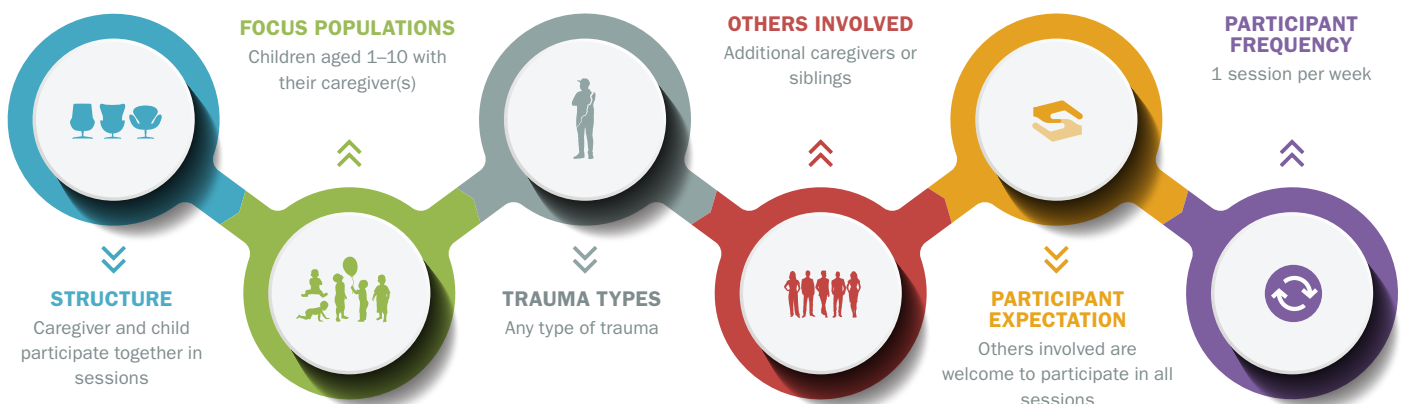 STRUCTURE
Caregiver and child
participate together in
sessions
FOCUS POPULATIONS
Children aged 1–10 with
their caregiver(s)
TRAUMA TYPES
Any type of trauma
OTHERS INVOLVED
Additional caregivers or
siblings
PARTICIPANT
EXPECTATION
Others involved are
welcome to participate in all
sessions
PARTICIPANT
FREQUENCY
1 session per week